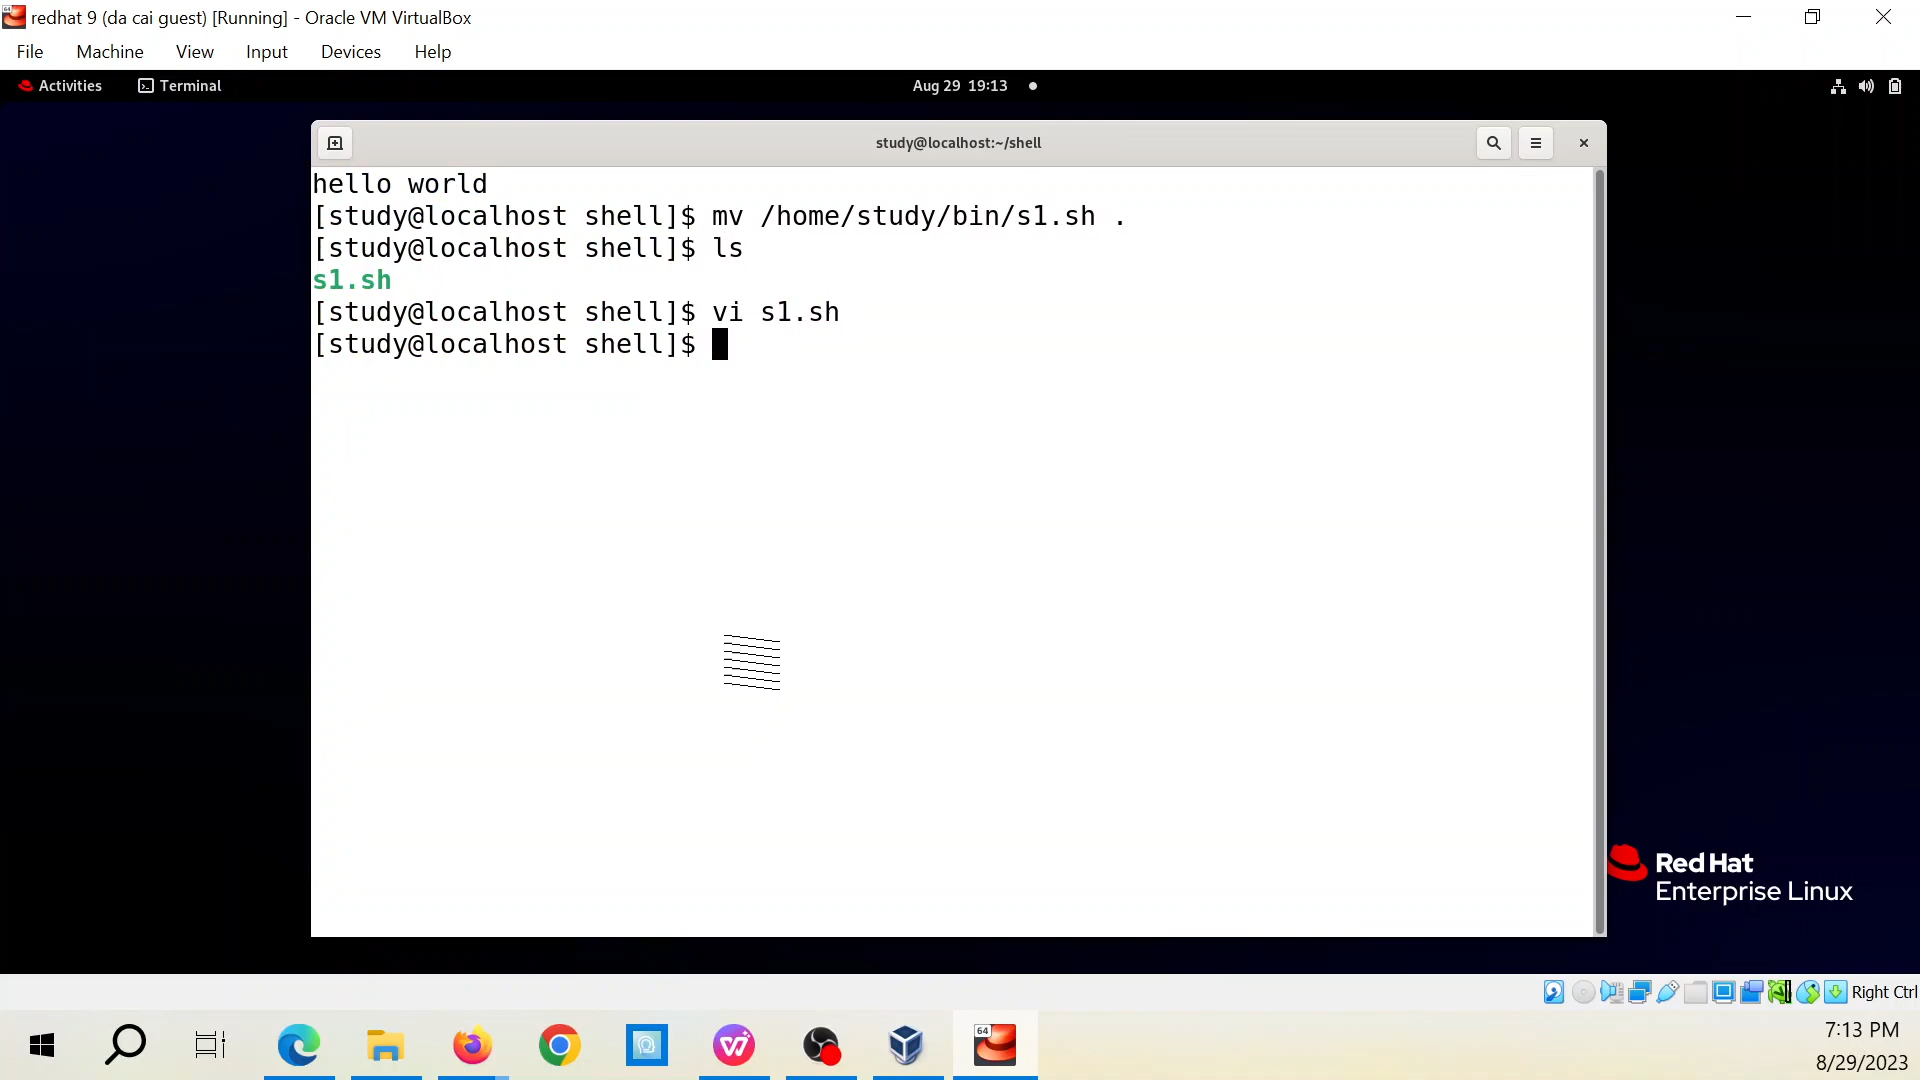 redhat 9 (da cai guest) [Running] - Oracle VM VirtualBox
File Machine View Input Devices Help
Activities Terminal Aug 29 19:13
study@localhost:~/shell
hello world
[study@localhost shell]$ mv /home/study/bin/s1.sh .
[study@localhost shell]$ ls
s1.sh
[study@localhost shell]$ vi s1.sh
[study@localhost shell]$
Red Hat
Enterprise Linux
Right Ctrl
64
7:13 PM
8/29/2023